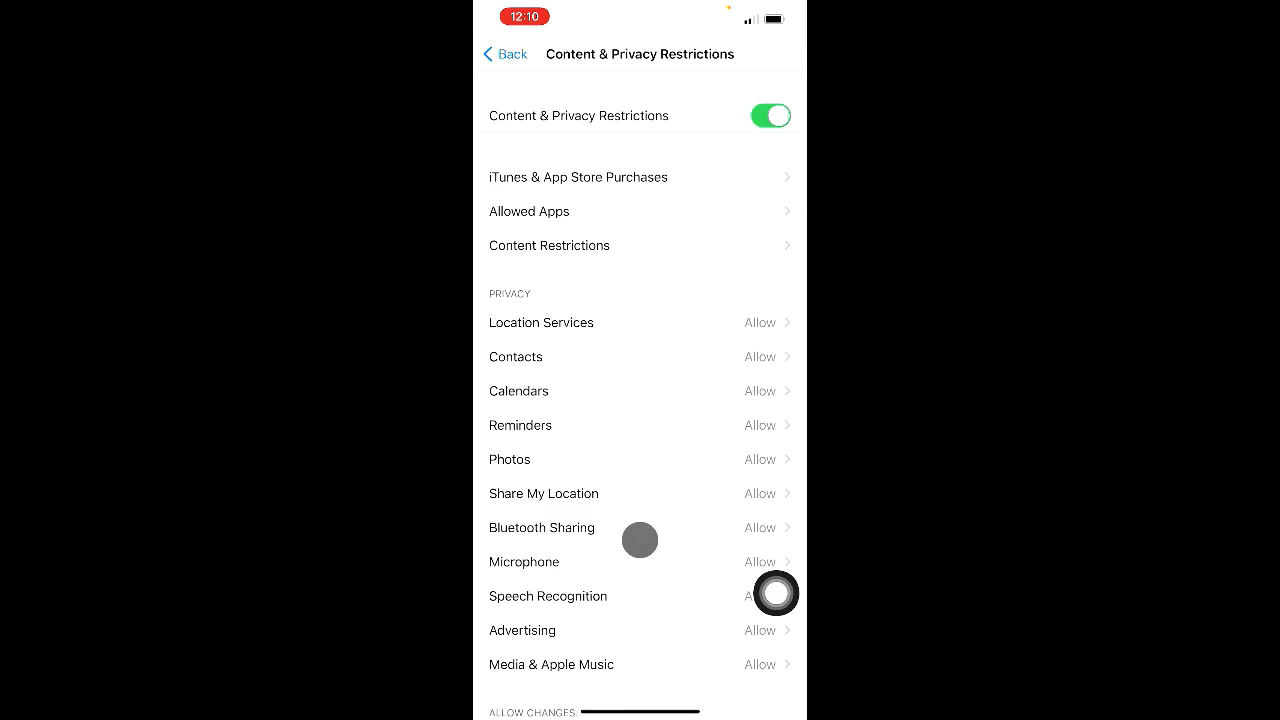 12:10
Back Content & Privacy Restrictions
Content & Privacy Restrictions
iTunes & App Store Purchases
Allowed Apps
Content Restrictions
PRIVACY
Location Services Allow
Contacts Allow
Calendars Allow
Reminders Allow
Photos Allow
Share My Location Allow
Bluetooth Sharing Allow
Microphone Allow
Speech Recognition
Advertising Allow
Media & Apple Music Allow
ALLOW CHANGES: